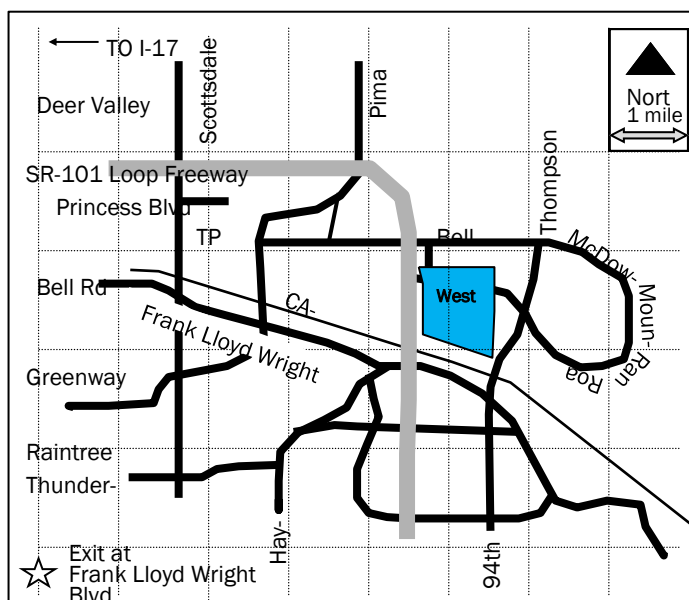 TO I-17
Scottsdale
Pima
Nort
1 mile
Deer Valley
Thompson
SR-101 Loop Freeway
Princess Blvd
TP
Bell
McDow-
Moun-
Ran
Roa
West
Bell Rd
CA-
Frank Lloyd Wright
Greenway
Raintree
Thunder-
Hay-
94th
Exit at
Frank Lloyd Wright
Blvd